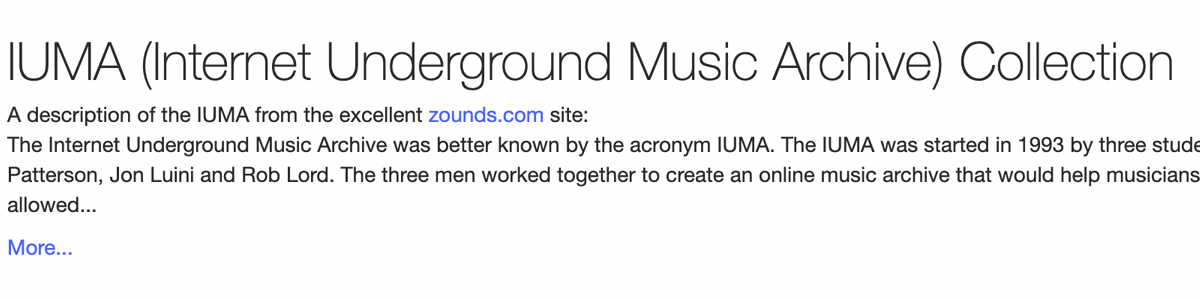 IUMA (Internet Underground Music Archive) Collection
A description of the IUMA from the excellent zounds.com site:
The Internet Underground Music Archive was better known by the acronym IUMA. The IUMA was started in 1993 by three stude
Patterson, Jon Luini and Rob Lord. The three men worked together to create an online music archive that would help musicians
allowed...
More...